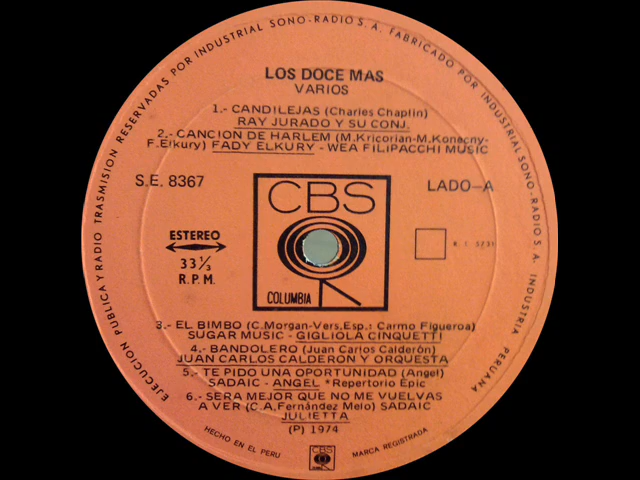 EJECUCION PUBLICA Y RADIO TRASMISION RESERVADAS POR INDUSTRIAL SONO-RADIO S. A. FABRICADO POR INDUSTRIAL SONO-RADIO S. A. INDUSTRIA PERUANA
LOS DOCE MAS
VARIOS
1.- CANDILEJAS (Charles Chaplin)
RAY JURADO Y SU CONJ.
2.- CANCION DE HARLEM (M.Kricorian-M.Konaçny-
F.Elkury) FADY ELKURY - WEA FILIPACCHI MUSIC
S.E. 8367
LADO-A
CBS
ESTEREO
33 1/3
R.P.M.
COLUMBIA
3.- EL BIMBO (C.Morgan-Vers.Esp.: Carmo Figueroa)
SUGAR MUSIC - GIGLIOLA CINQUETTI
4.- BANDOLERO (Juan Carlos Calderón)
JUAN CARLOS CALDERON Y ORQUESTA
5.- TE PIDO UNA OPORTUNIDAD (Angel)
SADAIC - ANGEL *Repertorio Epic
6.- SERA MEJOR QUE NO ME VUELVAS
A VER (C.A.Fernández Melo) SADAIC
JULIETTA
(P) 1974
HECHO EN EL PERU
CBS
MARCA REGISTRADA